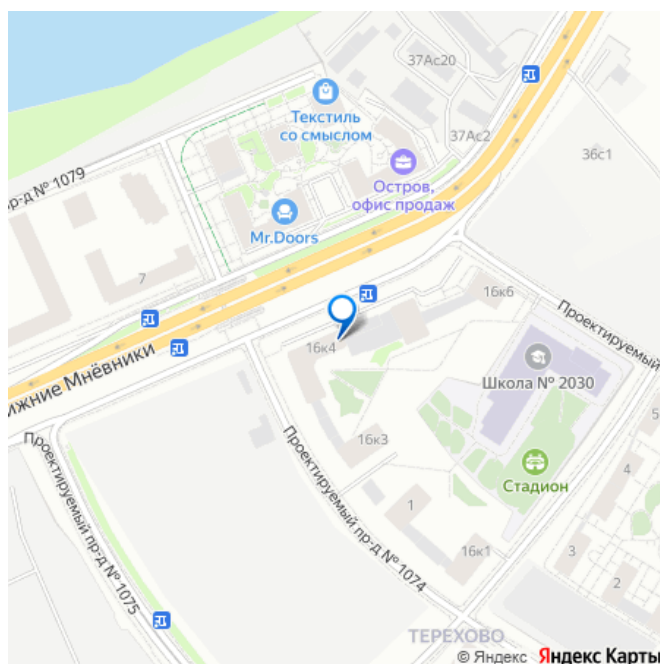 37Ас20
Текстиль
со смыслом
37Ас2
36с1
Остров,
офис продаж
р-д № 1079
Mr.Doors
7
16к6
Проектируемый
ижние Мнёвники
16к4
Школа № 2030
16к3
Стадион
5
4
1
Проектируемый пр-д № 1075
Проектируемый пр-д № 1074
16к1
3
2
ТЕРЕХОВО
© Яндекс Яндекс Карты